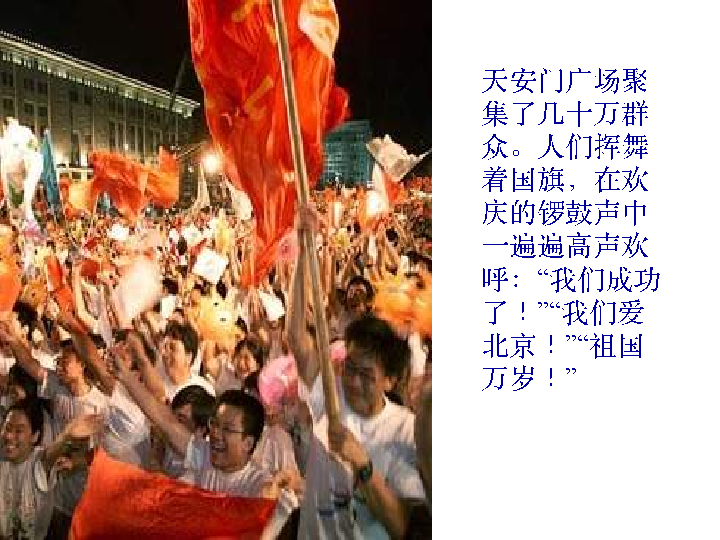 天安门广场聚
集了几十万群
众。人们挥舞
着国旗，在欢
庆的锣鼓声中
一遍遍高声欢
呼：“我们成功
了！”“我们爱
北京！”“祖国
万岁！”